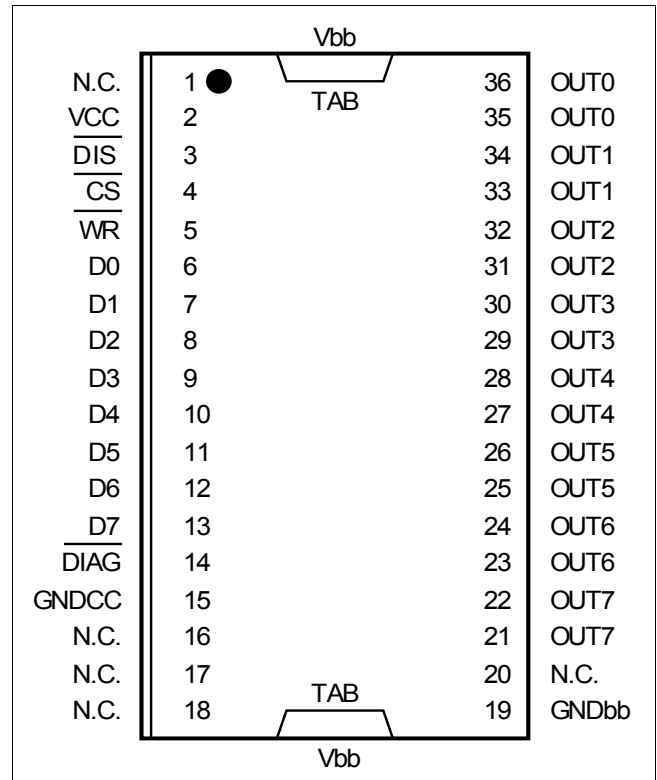 Vbb
TAB
N.C. 1 36 OUT0
VCC 2 35 OUT0
DIS 3 34 OUT1
CS 4 33 OUT1
WR 5 32 OUT2
D0 6 31 OUT2
D1 7 30 OUT3
D2 8 29 OUT3
D3 9 28 OUT4
D4 10 27 OUT4
D5 11 26 OUT5
D6 12 25 OUT5
D7 13 24 OUT6
DIAG 14 23 OUT6
GNDCC 15 22 OUT7
N.C. 16 21 OUT7
N.C. 17 20 N.C.
N.C. 18 19 GNDbb
TAB
Vbb